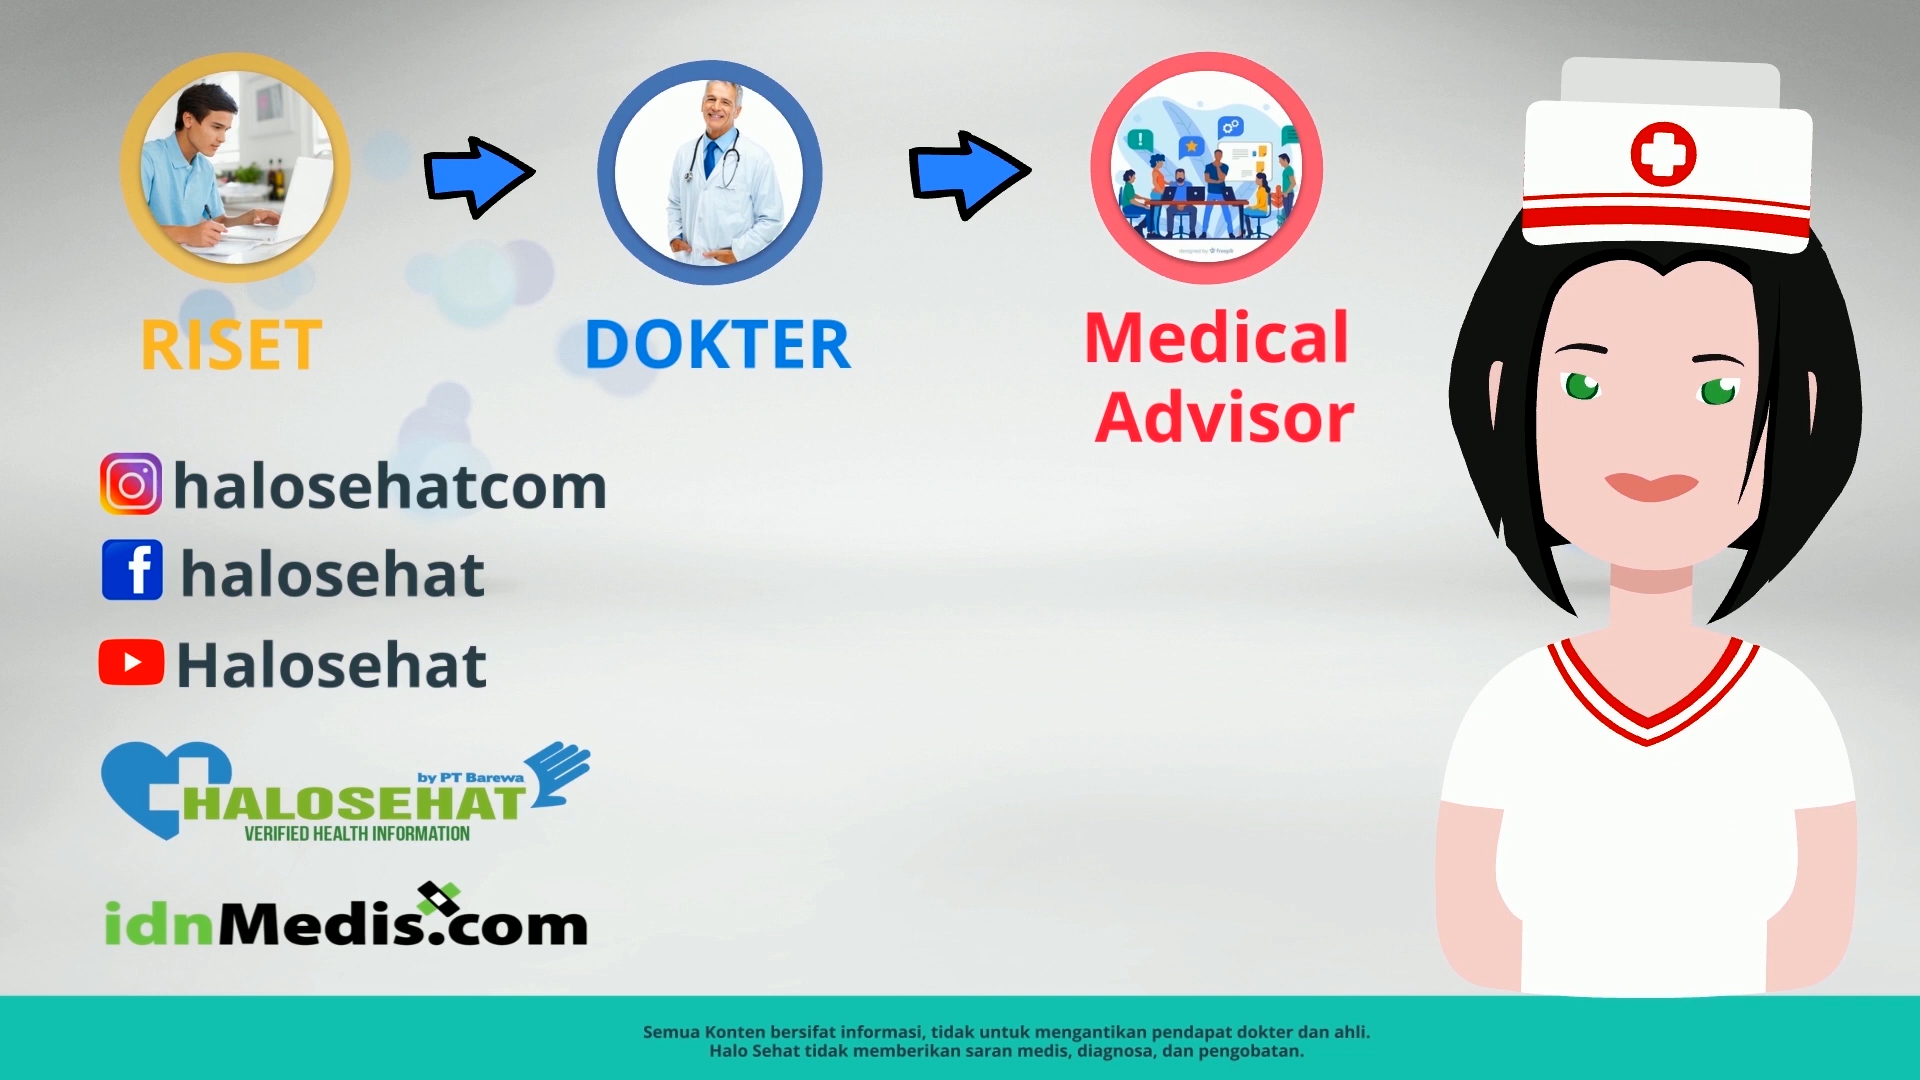 RISET
DOKTER
Medical
Advisor
halosehatcom
halosehat
Halosehat
by PT Barewa
HALOSEHAT
VERIFIED HEALTH INFORMATION
idnMedis.com
Semua Konten bersifat informasi, tidak untuk mengantikan pendapat dokter dan ahli.
Halo Sehat tidak memberikan saran medis, diagnosa, dan pengobatan.